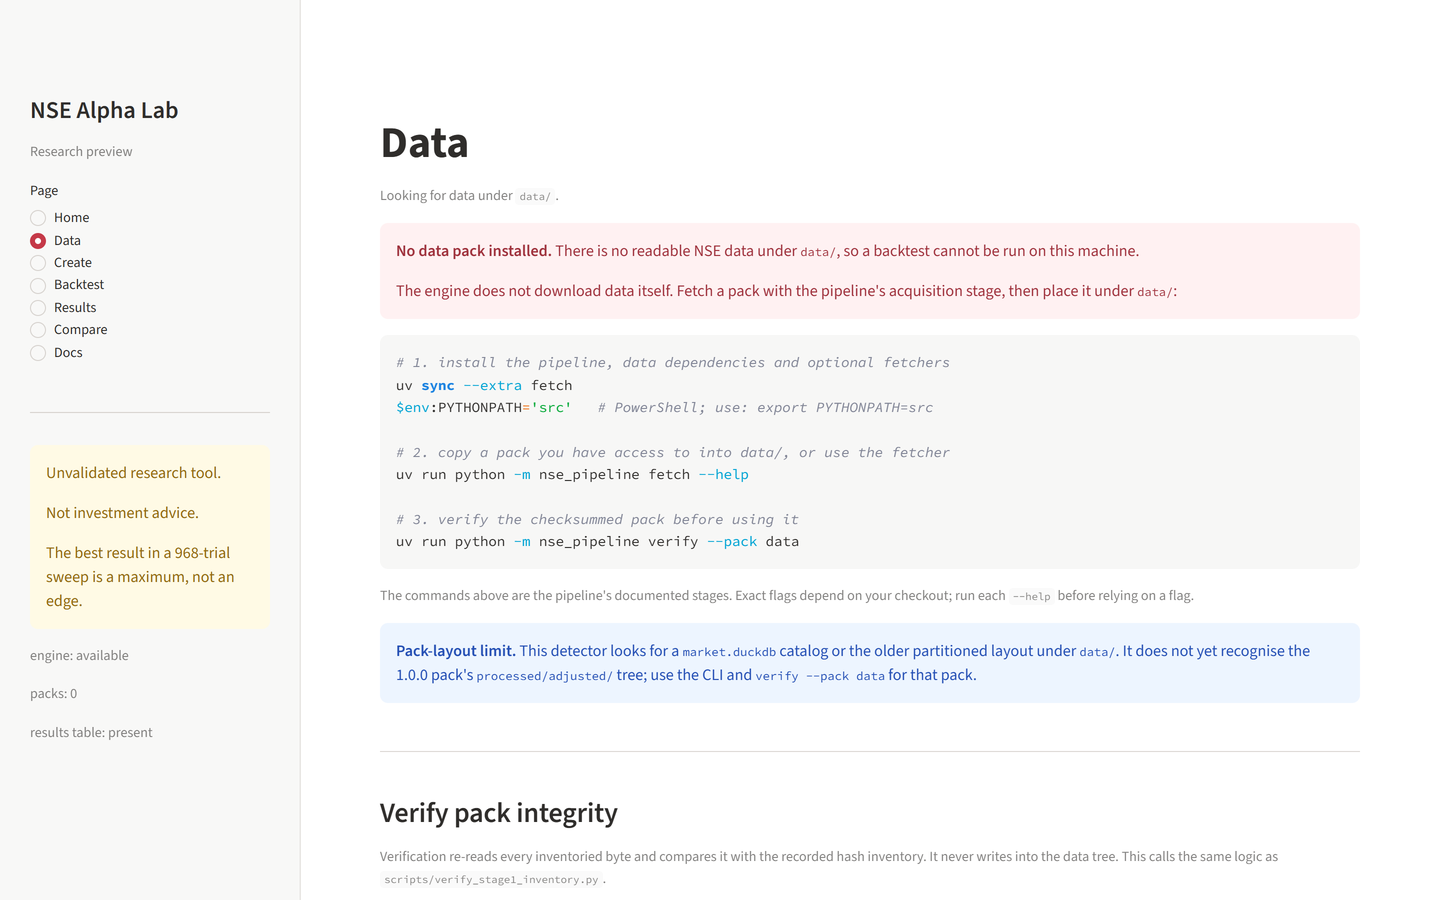 NSE Alpha Lab
Research preview
Page
Home
Data
Create
Backtest
Results
Compare
Docs
Unvalidated research tool.
Not investment advice.
The best result in a 968-trial
sweep is a maximum, not an
edge.
engine: available
packs: 0
results table: present
Data
Looking for data under data/ .
No data pack installed. There is no readable NSE data under data/, so a backtest cannot be run on this machine.
The engine does not download data itself. Fetch a pack with the pipeline's acquisition stage, then place it under data/:
# 1. install the pipeline, data dependencies and optional fetchers
uv sync --extra fetch
$env:PYTHONPATH='src'   # PowerShell; use: export PYTHONPATH=src
# 2. copy a pack you have access to into data/, or use the fetcher
uv run python -m nse_pipeline fetch --help
# 3. verify the checksummed pack before using it
uv run python -m nse_pipeline verify --pack data
The commands above are the pipeline's documented stages. Exact flags depend on your checkout; run each --help before relying on a flag.
Pack-layout limit. This detector looks for a market.duckdb catalog or the older partitioned layout under data/. It does not yet recognise the
1.0.0 pack's processed/adjusted/ tree; use the CLI and verify --pack data for that pack.
Verify pack integrity
Verification re-reads every inventoried byte and compares it with the recorded hash inventory. It never writes into the data tree. This calls the same logic as
scripts/verify_stage1_inventory.py .